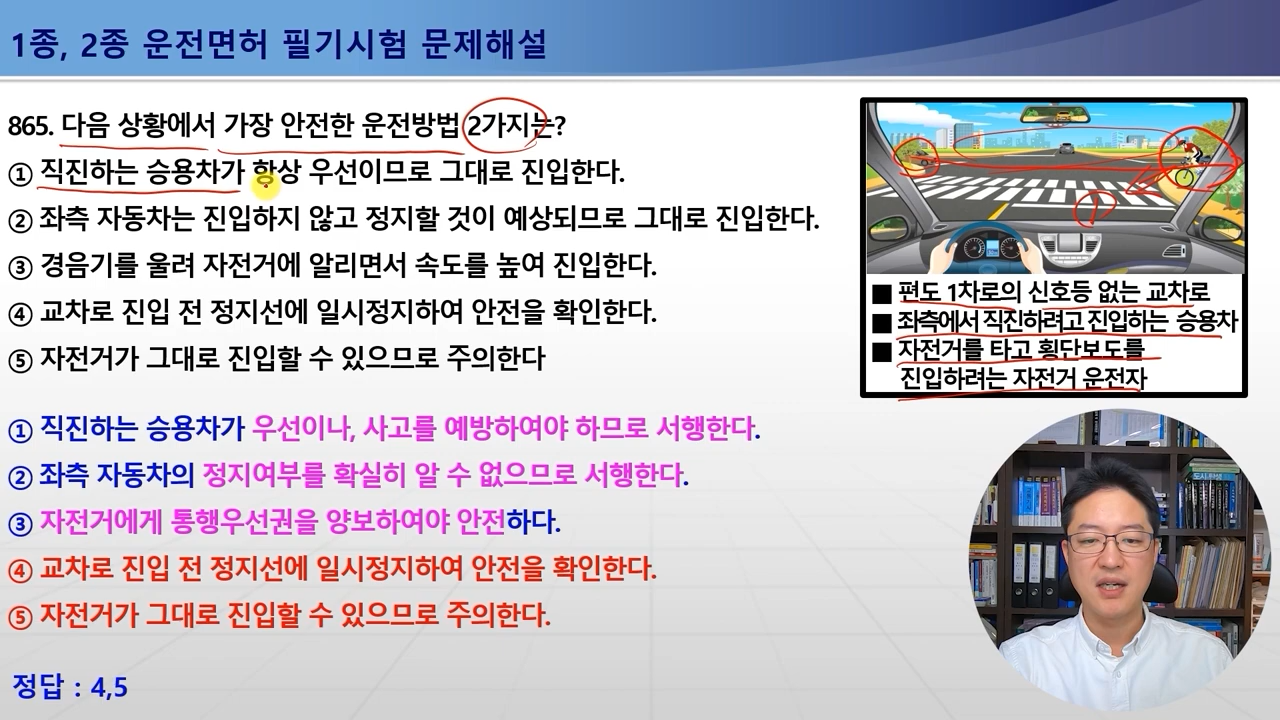 1종, 2종 운전면허 필기시험 문제해설
865. 다음 상황에서 가장 안전한 운전방법 2가지는?
① 직진하는 승용차가 항상 우선이므로 그대로 진입한다.
② 좌측 자동차는 진입하지 않고 정지할 것이 예상되므로 그대로 진입한다.
③ 경음기를 울려 자전거에 알리면서 속도를 높여 진입한다.
④ 교차로 진입 전 정지선에 일시정지하여 안전을 확인한다.
⑤ 자전거가 그대로 진입할 수 있으므로 주의한다
■ 편도 1차로의 신호등 없는 교차로
■ 좌측에서 직진하려고 진입하는 승용차
■ 자전거를 타고 횡단보도를
진입하려는 자전거 운전자
① 직진하는 승용차가 우선이나, 사고를 예방하여야 하므로 서행한다.
② 좌측 자동차의 정지여부를 확실히 알 수 없으므로 서행한다.
③ 자전거에게 통행우선권을 양보하여야 안전하다.
④ 교차로 진입 전 정지선에 일시정지하여 안전을 확인한다.
⑤ 자전거가 그대로 진입할 수 있으므로 주의한다.
정답 : 4,5